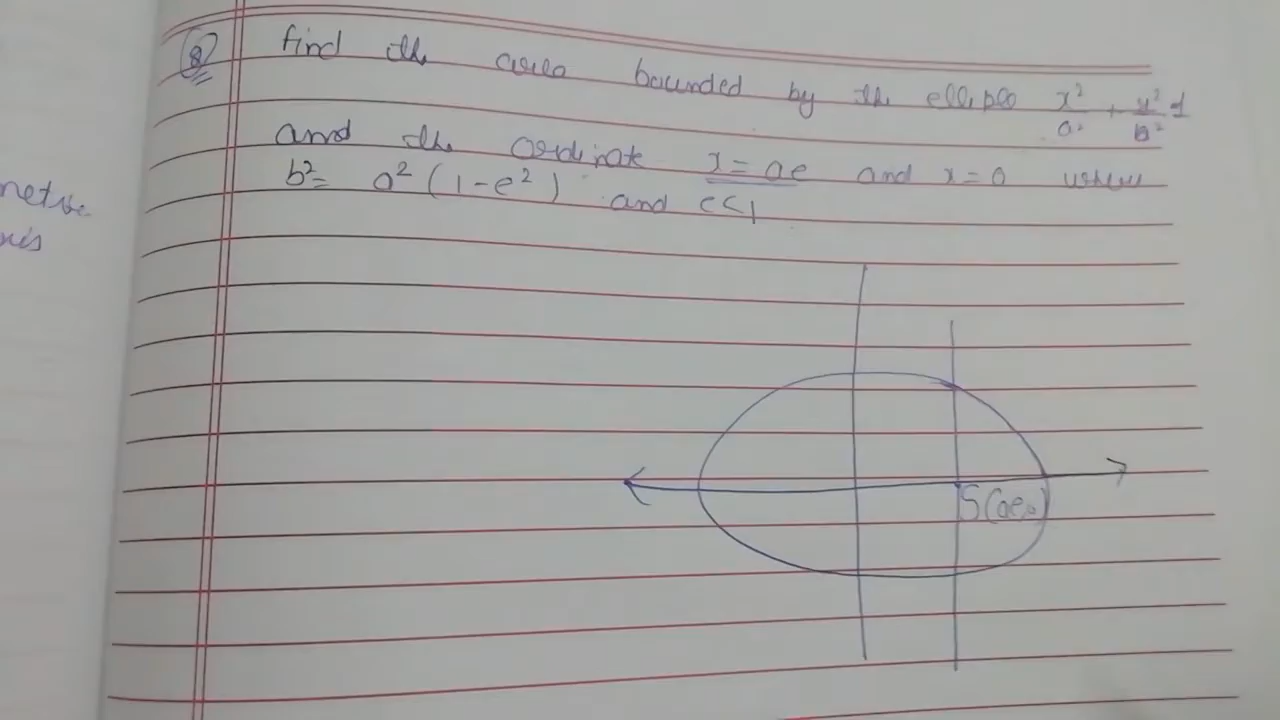 Q
find the area bounded by the ellipse x²/a² + y²/b² = 1
and the ordinate x = ae and x = 0 where
b² = a² (1 - e²) and e < 1
S(ae,0)